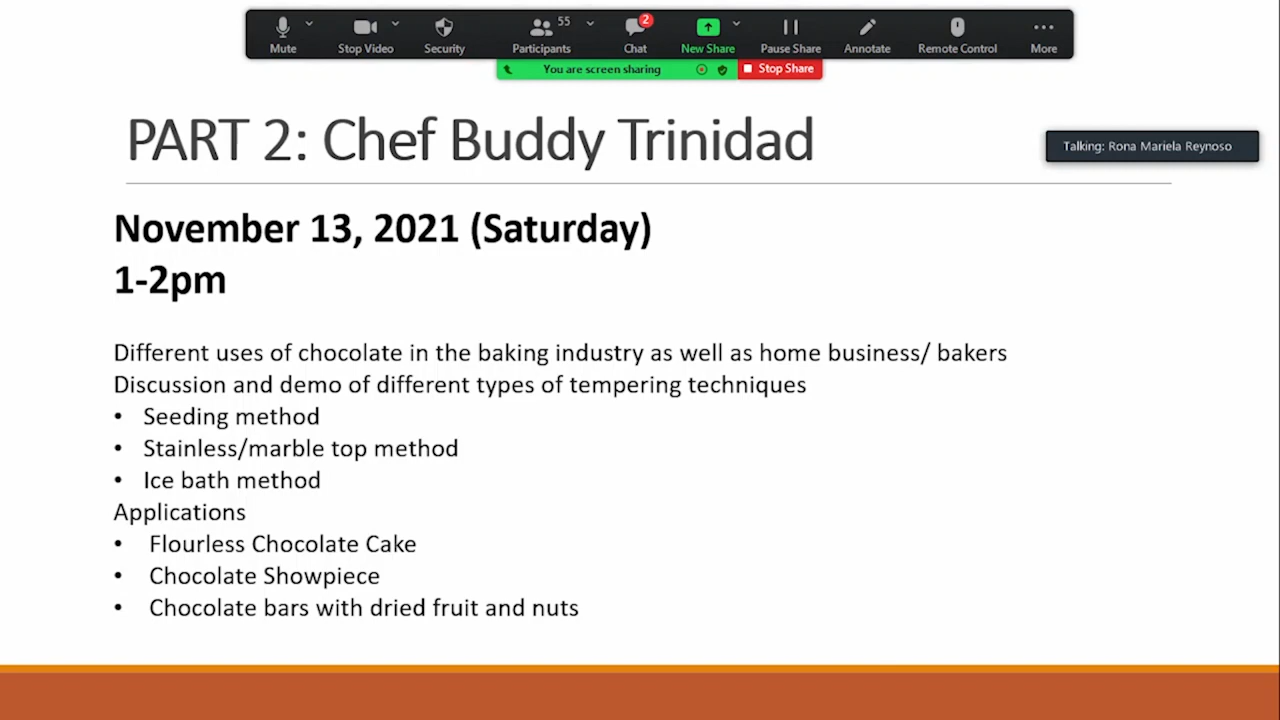 55
2
Mute
Stop Video
Security
Participants
Chat
New Share
Pause Share
Annotate
Remote Control
More
You are screen sharing
Stop Share
PART 2: Chef Buddy Trinidad
Talking: Rona Mariela Reynoso
November 13, 2021 (Saturday)
1-2pm
Different uses of chocolate in the baking industry as well as home business/ bakers
Discussion and demo of different types of tempering techniques
• Seeding method
• Stainless/marble top method
• Ice bath method
Applications
• Flourless Chocolate Cake
• Chocolate Showpiece
• Chocolate bars with dried fruit and nuts